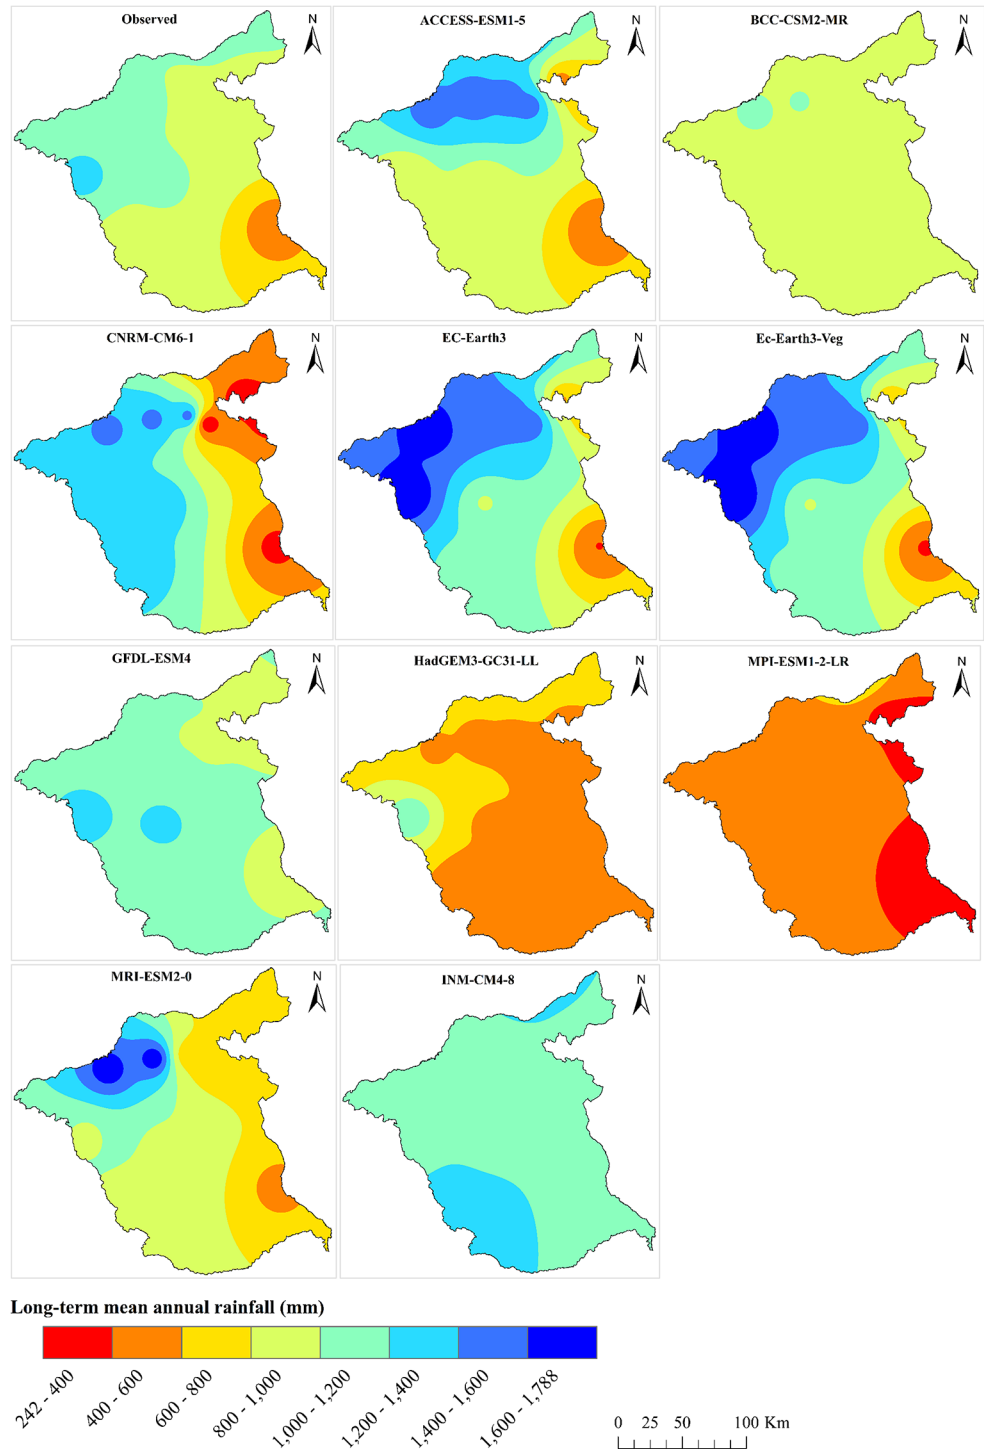 Observed
N
ACCESS-ESM1-5
N
BCC-CSM2-MR
N
CNRM-CM6-1
N
EC-Earth3
N
Ec-Earth3-Veg
N
GFDL-ESM4
N
HadGEM3-GC31-LL
N
MPI-ESM1-2-LR
N
MRI-ESM2-0
N
INM-CM4-8
N
Long-term mean annual rainfall (mm)
242 - 400
400 - 600
600 - 800
800 - 1,000
1,000 - 1,200
1,200 - 1,400
1,400 - 1,600
1,600 - 1,788
0 25 50 100 Km